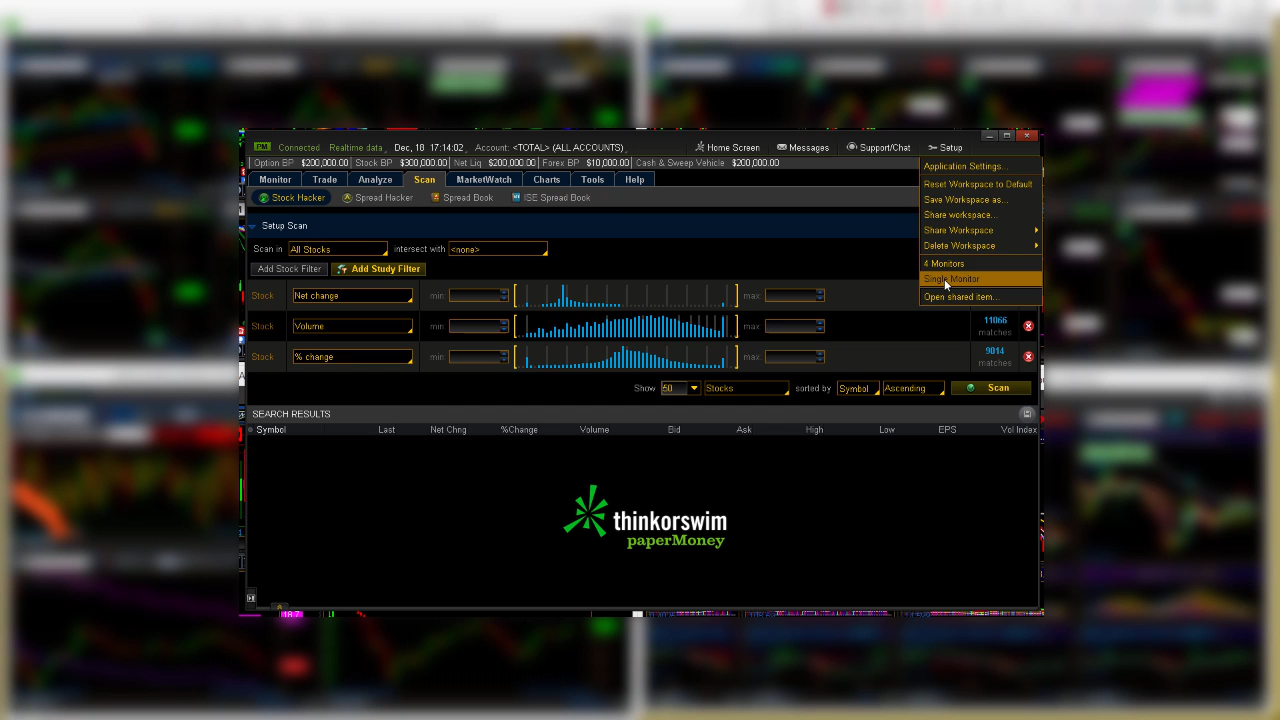 PM Connected Realtime data Dec, 18 17:14:02 Account: <TOTAL> (ALL ACCOUNTS) Home Screen Messages Support/Chat Setup
Option BP $200,000.00 Stock BP $300,000.00 Net Liq $200,000.00 Forex BP $10,000.00 Cash & Sweep Vehicle $200,000.00
Application Settings...
Reset Workspace to Default
Save Workspace as...
Share workspace...
Share Workspace
Delete Workspace
4 Monitors
Single Monitor
Open shared item...
Monitor Trade Analyze Scan MarketWatch Charts Tools Help
Stock Hacker Spread Hacker Spread Book ISE Spread Book
Setup Scan
Scan in All Stocks intersect with <none>
Add Stock Filter Add Study Filter
Stock Net change min: max:
Stock Volume min: max: 11066 matches
Stock % change min: max: 9014 matches
Show 50 Stocks sorted by Symbol Ascending Scan
SEARCH RESULTS
Symbol Last Net Chng %Change Volume Bid Ask High Low EPS Vol Index
thinkorswim
paperMoney
18.7